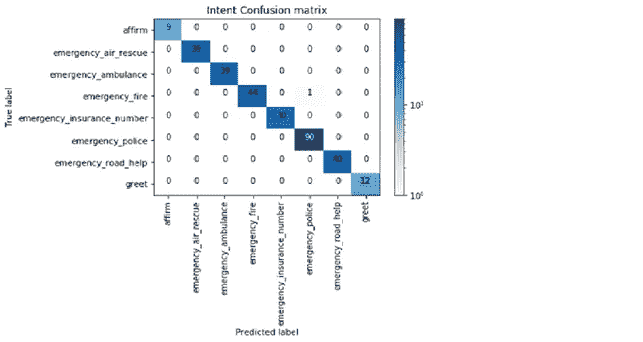 Intent Confusion matrix
True label
affirm 9 0 0 0 0 0 0 0
emergency_air_rescue 0 39 0 0 0 0 0 0
emergency_ambulance 0 0 39 0 0 0 0 0
emergency_fire 0 0 0 44 0 1 0 0
emergency_insurance_number 0 0 0 0 0 0 0
emergency_police 0 0 0 0 0 90 0 0
emergency_road_help 0 0 0 0 0 0 0
greet 0 0 0 0 0 0 0 12
10¹
10⁰
affirm
emergency_air_rescue
emergency_ambulance
emergency_fire
emergency_insurance_number
emergency_police
emergency_road_help
greet
Predicted label